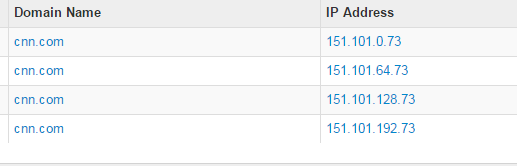 Domain Name IP Address
cnn.com 151.101.0.73
cnn.com 151.101.64.73
cnn.com 151.101.128.73
cnn.com 151.101.192.73